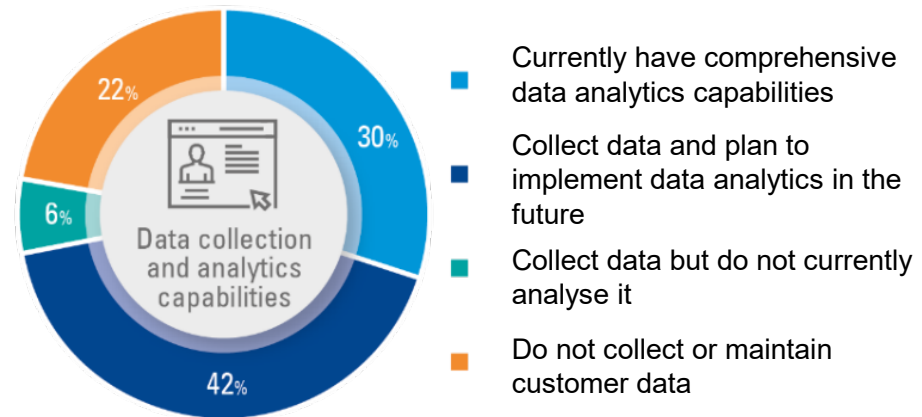 22%
30%
6%
42%
Data collection
and analytics
capabilities
Currently have comprehensive
data analytics capabilities
Collect data and plan to
implement data analytics in the
future
Collect data but do not currently
analyse it
Do not collect or maintain
customer data